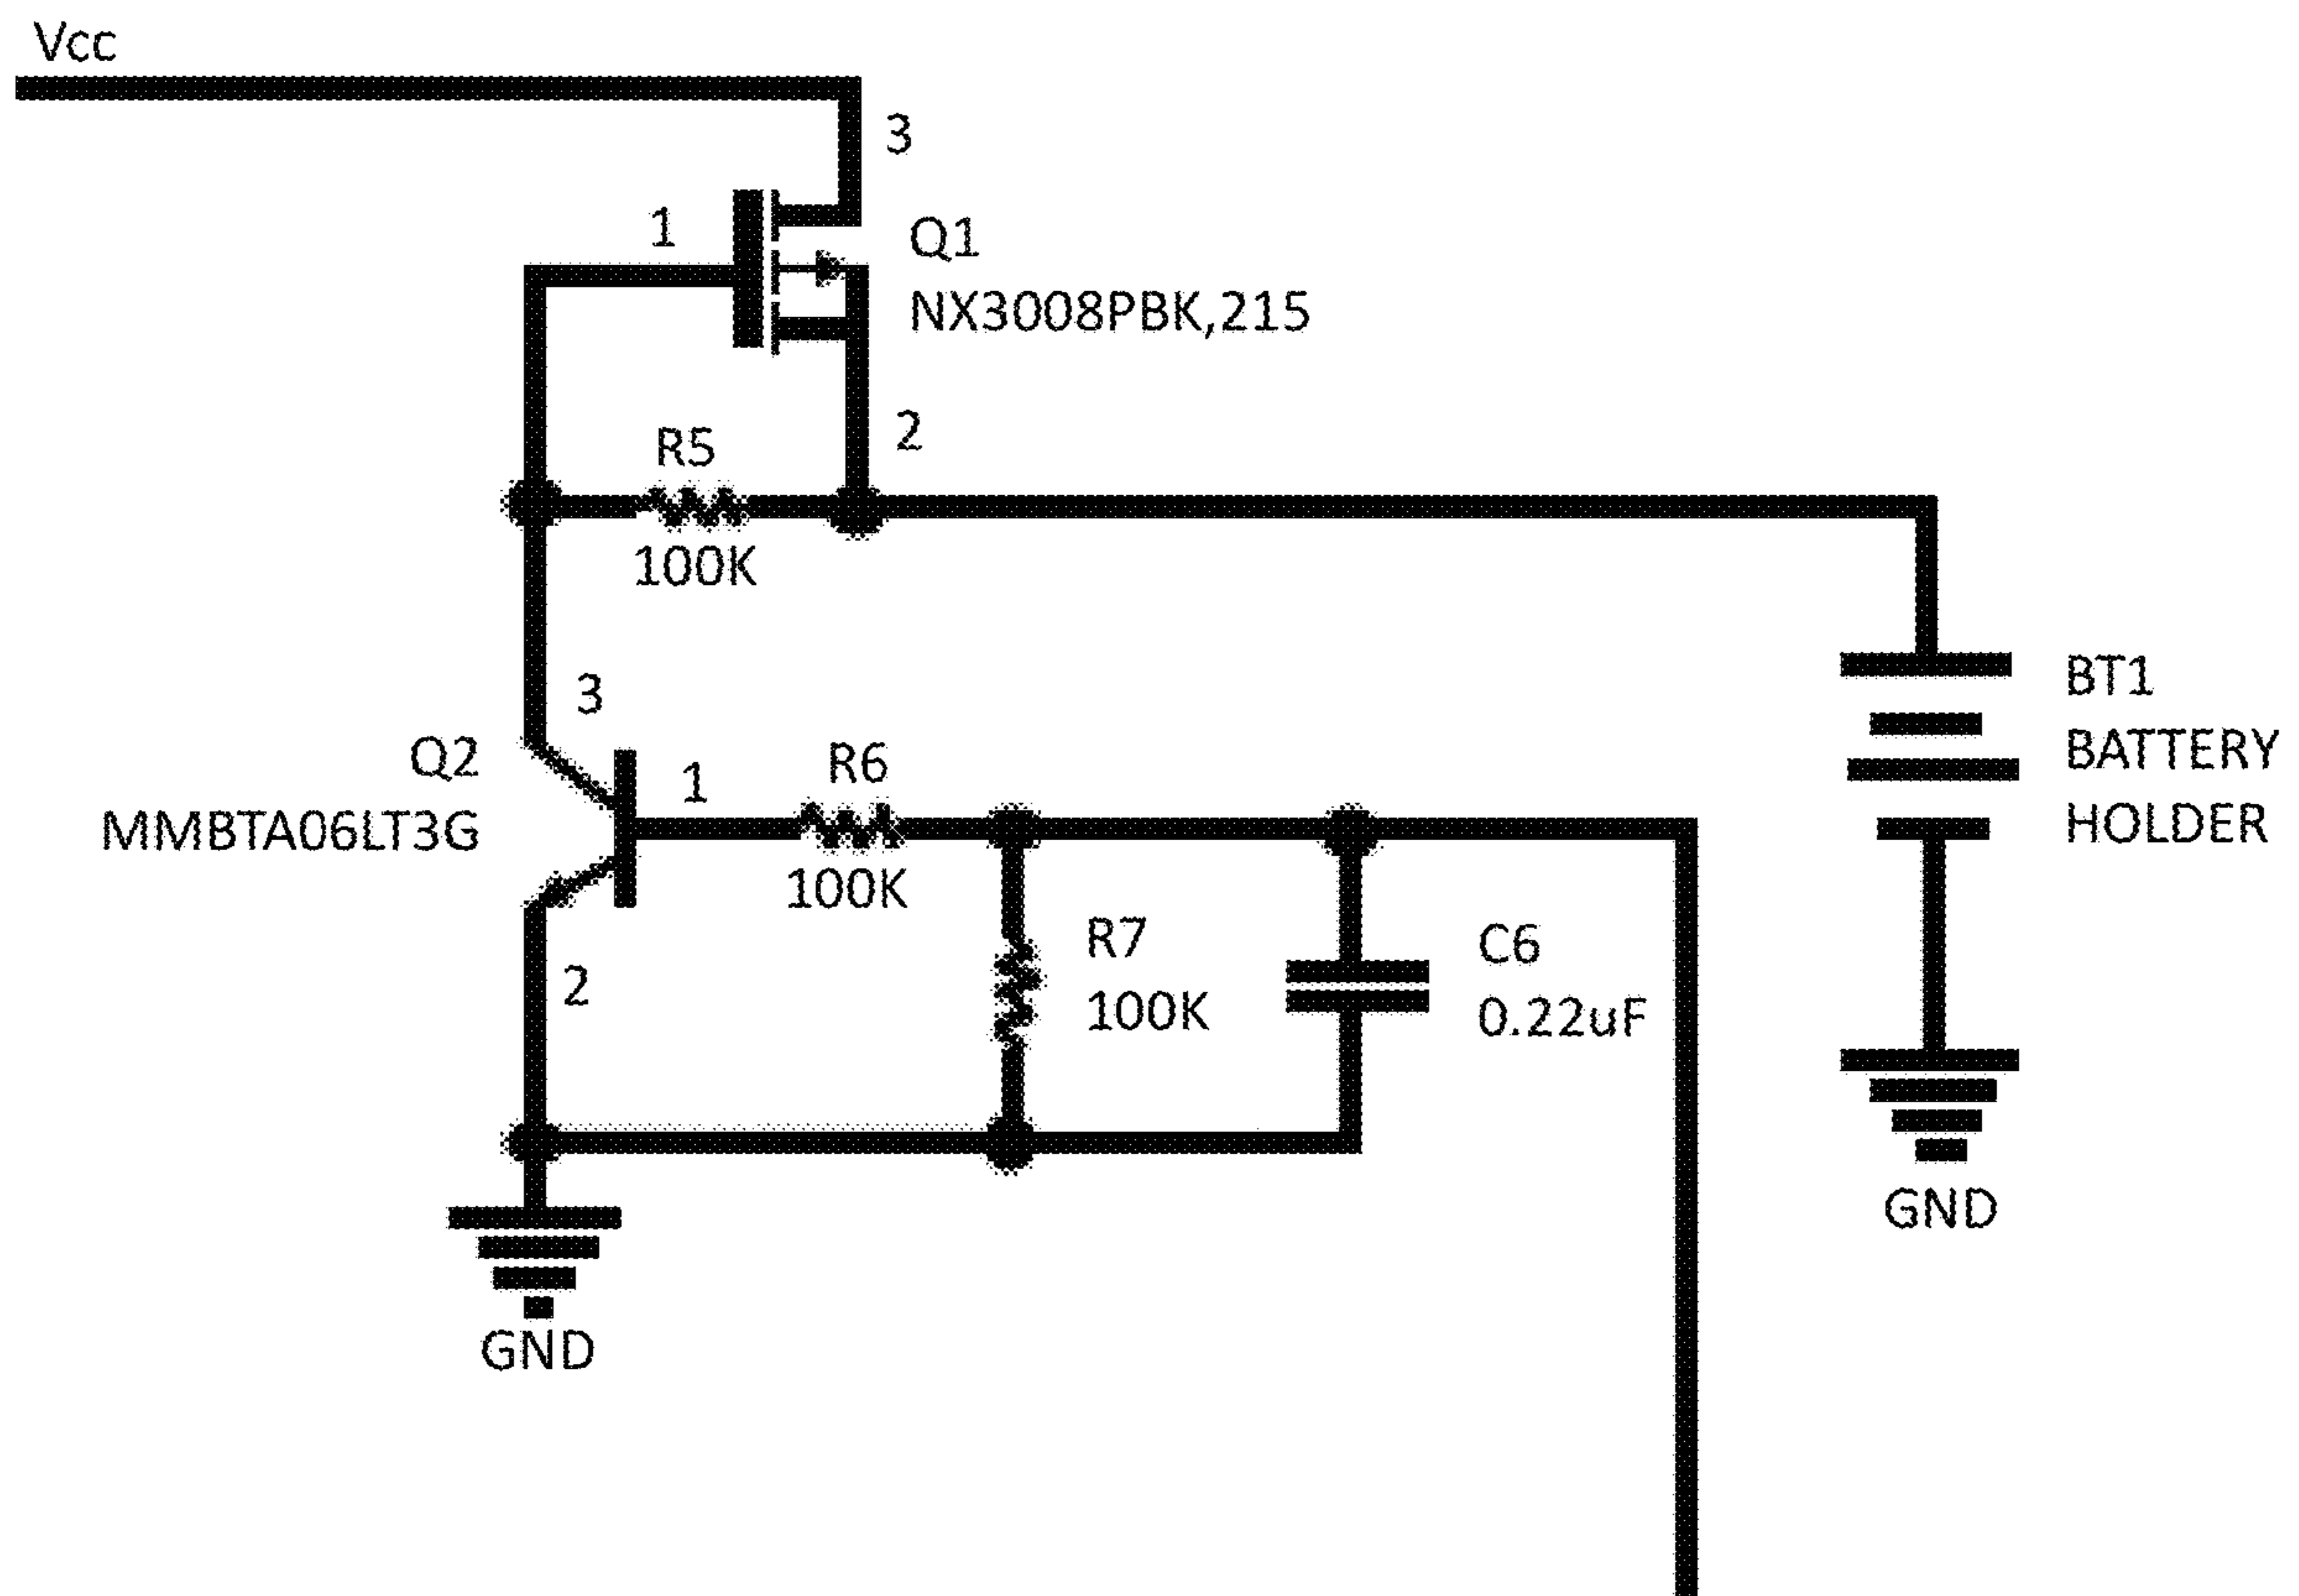 Vcc
3
1
Q1
NX3008PBK,215
2
R5
100K
3
Q2
MMBTA06LT3G
1
R6
100K
BT1
BATTERY
HOLDER
2
R7
100K
C6
0.22uF
GND
GND